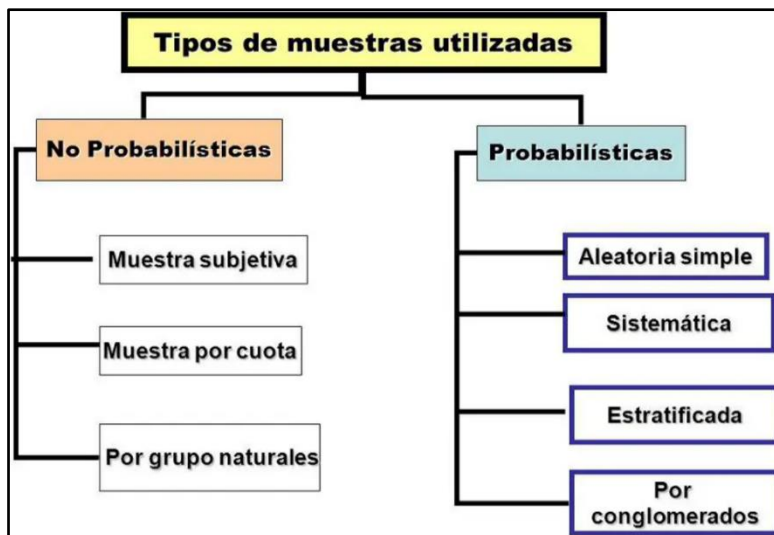 Tipos de muestras utilizadas
No Probabilísticas
Muestra subjetiva
Muestra por cuota
Por grupo naturales
Probabilísticas
Aleatoria simple
Sistemática
Estratificada
Por
conglomerados